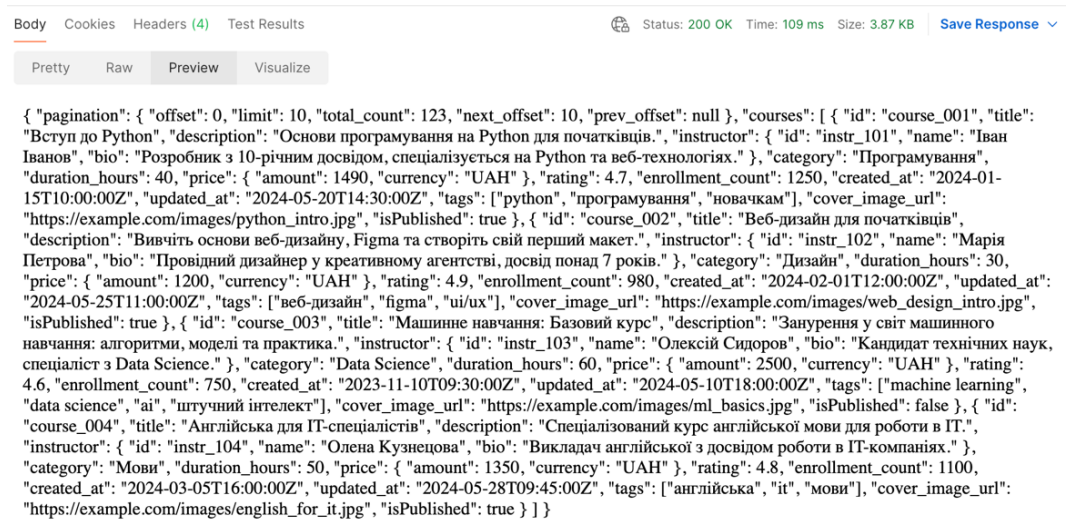 Body Cookies Headers (4) Test Results Status: 200 OK Time: 109 ms Size: 3.87 KB Save Response
Pretty Raw Preview Visualize
{ "pagination": { "offset": 0, "limit": 10, "total_count": 123, "next_offset": 10, "prev_offset": null }, "courses": [ { "id": "course_001", "title":
"Вступ до Python", "description": "Основи програмування на Python для початківців.", "instructor": { "id": "instr_101", "name": "Іван
Іванов", "bio": "Розробник з 10-річним досвідом, спеціалізується на Python та веб-технологіях." }, "category": "Програмування",
"duration_hours": 40, "price": { "amount": 1490, "currency": "UAH" }, "rating": 4.7, "enrollment_count": 1250, "created_at": "2024-01-
15T10:00:00Z", "updated_at": "2024-05-20T14:30:00Z", "tags": ["python", "програмування", "новачкам"], "cover_image_url":
"https://example.com/images/python_intro.jpg", "isPublished": true }, { "id": "course_002", "title": "Веб-дизайн для початківців",
"description": "Вивчіть основи веб-дизайну, Figma та створіть свій перший макет.", "instructor": { "id": "instr_102", "name": "Марія
Петрова", "bio": "Провідний дизайнер у креативному агентстві, досвід понад 7 років." }, "category": "Дизайн", "duration_hours": 30,
"price": { "amount": 1200, "currency": "UAH" }, "rating": 4.9, "enrollment_count": 980, "created_at": "2024-02-01T12:00:00Z", "updated_at":
"2024-05-25T11:00:00Z", "tags": ["веб-дизайн", "figma", "ui/ux"], "cover_image_url": "https://example.com/images/web_design_intro.jpg",
"isPublished": true }, { "id": "course_003", "title": "Машинне навчання: Базовий курс", "description": "Занурення у світ машинного
навчання: алгоритми, моделі та практика.", "instructor": { "id": "instr_103", "name": "Олексій Сидоров", "bio": "Кандидат технічних наук,
спеціаліст з Data Science." }, "category": "Data Science", "duration_hours": 60, "price": { "amount": 2500, "currency": "UAH" }, "rating":
4.6, "enrollment_count": 750, "created_at": "2023-11-10T09:30:00Z", "updated_at": "2024-05-10T18:00:00Z", "tags": ["machine learning",
"data science", "ai", "штучний інтелект"], "cover_image_url": "https://example.com/images/ml_basics.jpg", "isPublished": false }, { "id":
"course_004", "title": "Англійська для IT-спеціалістів", "description": "Спеціалізований курс англійської мови для роботи в IT.",
"instructor": { "id": "instr_104", "name": "Олена Кузнецова", "bio": "Викладач англійської з досвідом роботи в IT-компаніях." },
"category": "Мови", "duration_hours": 50, "price": { "amount": 1350, "currency": "UAH" }, "rating": 4.8, "enrollment_count": 1100,
"created_at": "2024-03-05T16:00:00Z", "updated_at": "2024-05-28T09:45:00Z", "tags": ["англійська", "it", "мови"], "cover_image_url":
"https://example.com/images/english_for_it.jpg", "isPublished": true } ] }